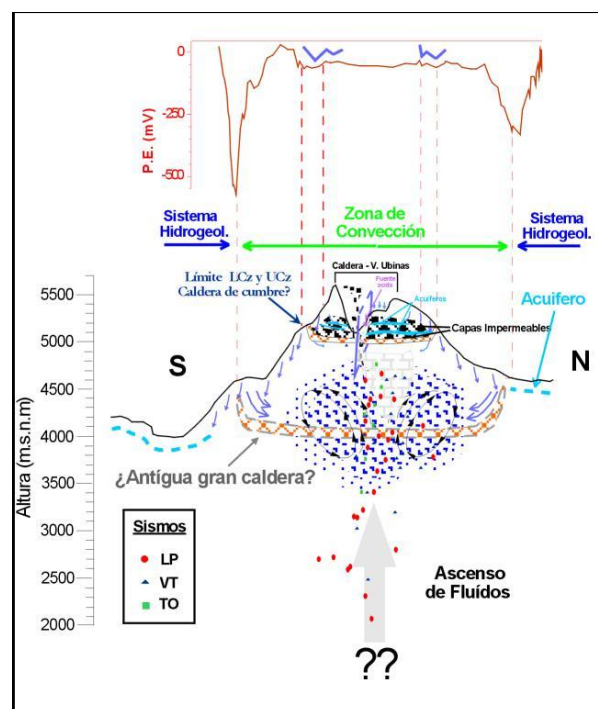 0
-250
-500
P.E. (mV)
Sistema
Hidrogeol.
Zona de
Convección
Sistema
Hidrogeol.
Límite LCz y UCz
Caldera de cumbre?
Caldera - V. Ubinas
Fuente
Acuíferos
Capas Impermeables
Acuifero
S
N
5500
5000
4500
4000
3500
3000
2500
2000
Altura (m.s.n.m)
¿Antígua gran caldera?
Sismos
LP
VT
TO
Ascenso
de Fluídos
??